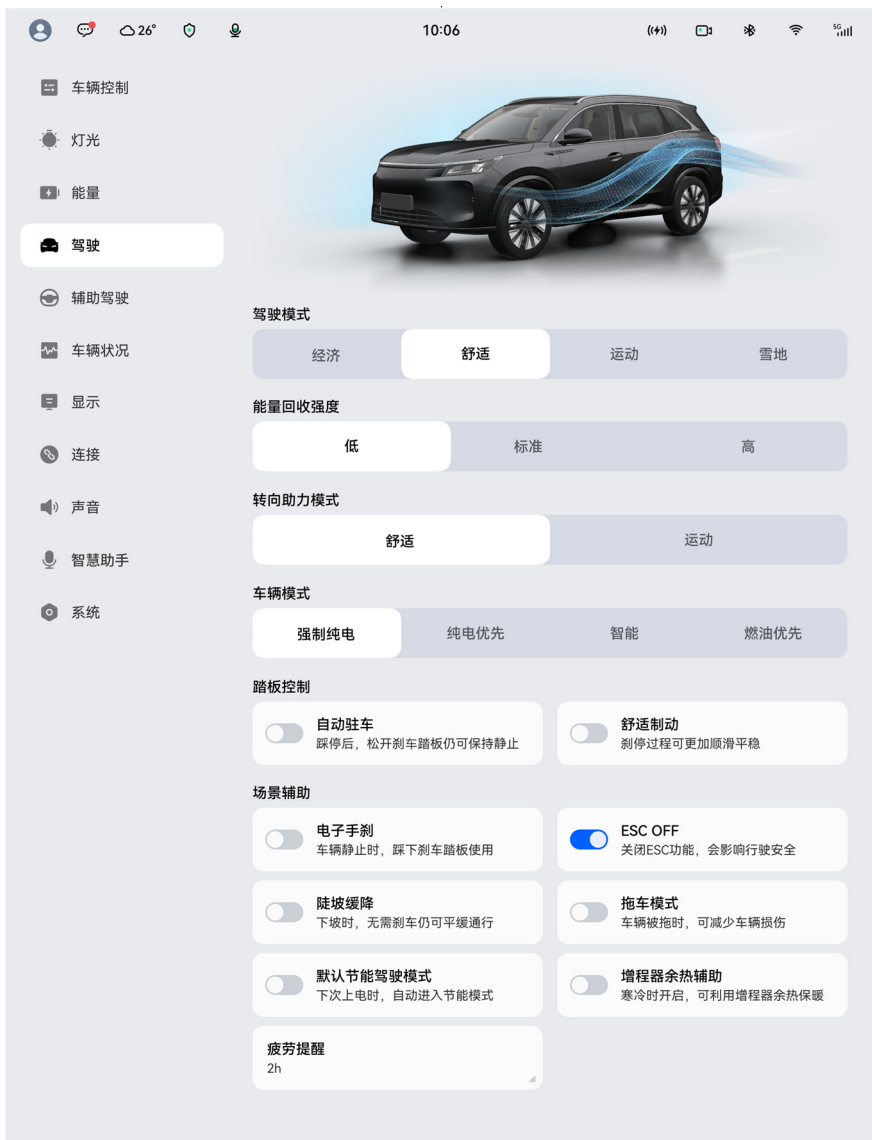 26°
10:06
5G
车辆控制
灯光
能量
驾驶
辅助驾驶
车辆状况
显示
连接
声音
智慧助手
系统
驾驶模式
经济 舒适 运动 雪地
能量回收强度
低 标准 高
转向助力模式
舒适 运动
车辆模式
强制纯电 纯电优先 智能 燃油优先
踏板控制
自动驻车
踩停后，松开刹车踏板仍可保持静止
舒适制动
刹停过程可更加顺滑平稳
场景辅助
电子手刹
车辆静止时，踩下刹车踏板使用
ESC OFF
关闭ESC功能，会影响行驶安全
陡坡缓降
下坡时，无需刹车仍可平缓通行
拖车模式
车辆被拖时，可减少车辆损伤
默认节能驾驶模式
下次上电时，自动进入节能模式
增程器余热辅助
寒冷时开启，可利用增程器余热保暖
疲劳提醒
2h